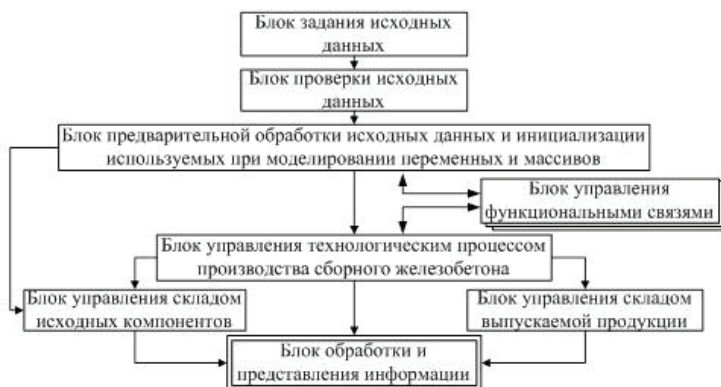 Блок задания исходных
данных
Блок проверки исходных
данных
Блок предварительной обработки исходных данных и инициализации
используемых при моделировании переменных и массивов
Блок управления
функциональными связями
Блок управления технологическим процессом
производства сборного железобетона
Блок управления складом
исходных компонентов
Блок управления складом
выпускаемой продукции
Блок обработки и
представления информации